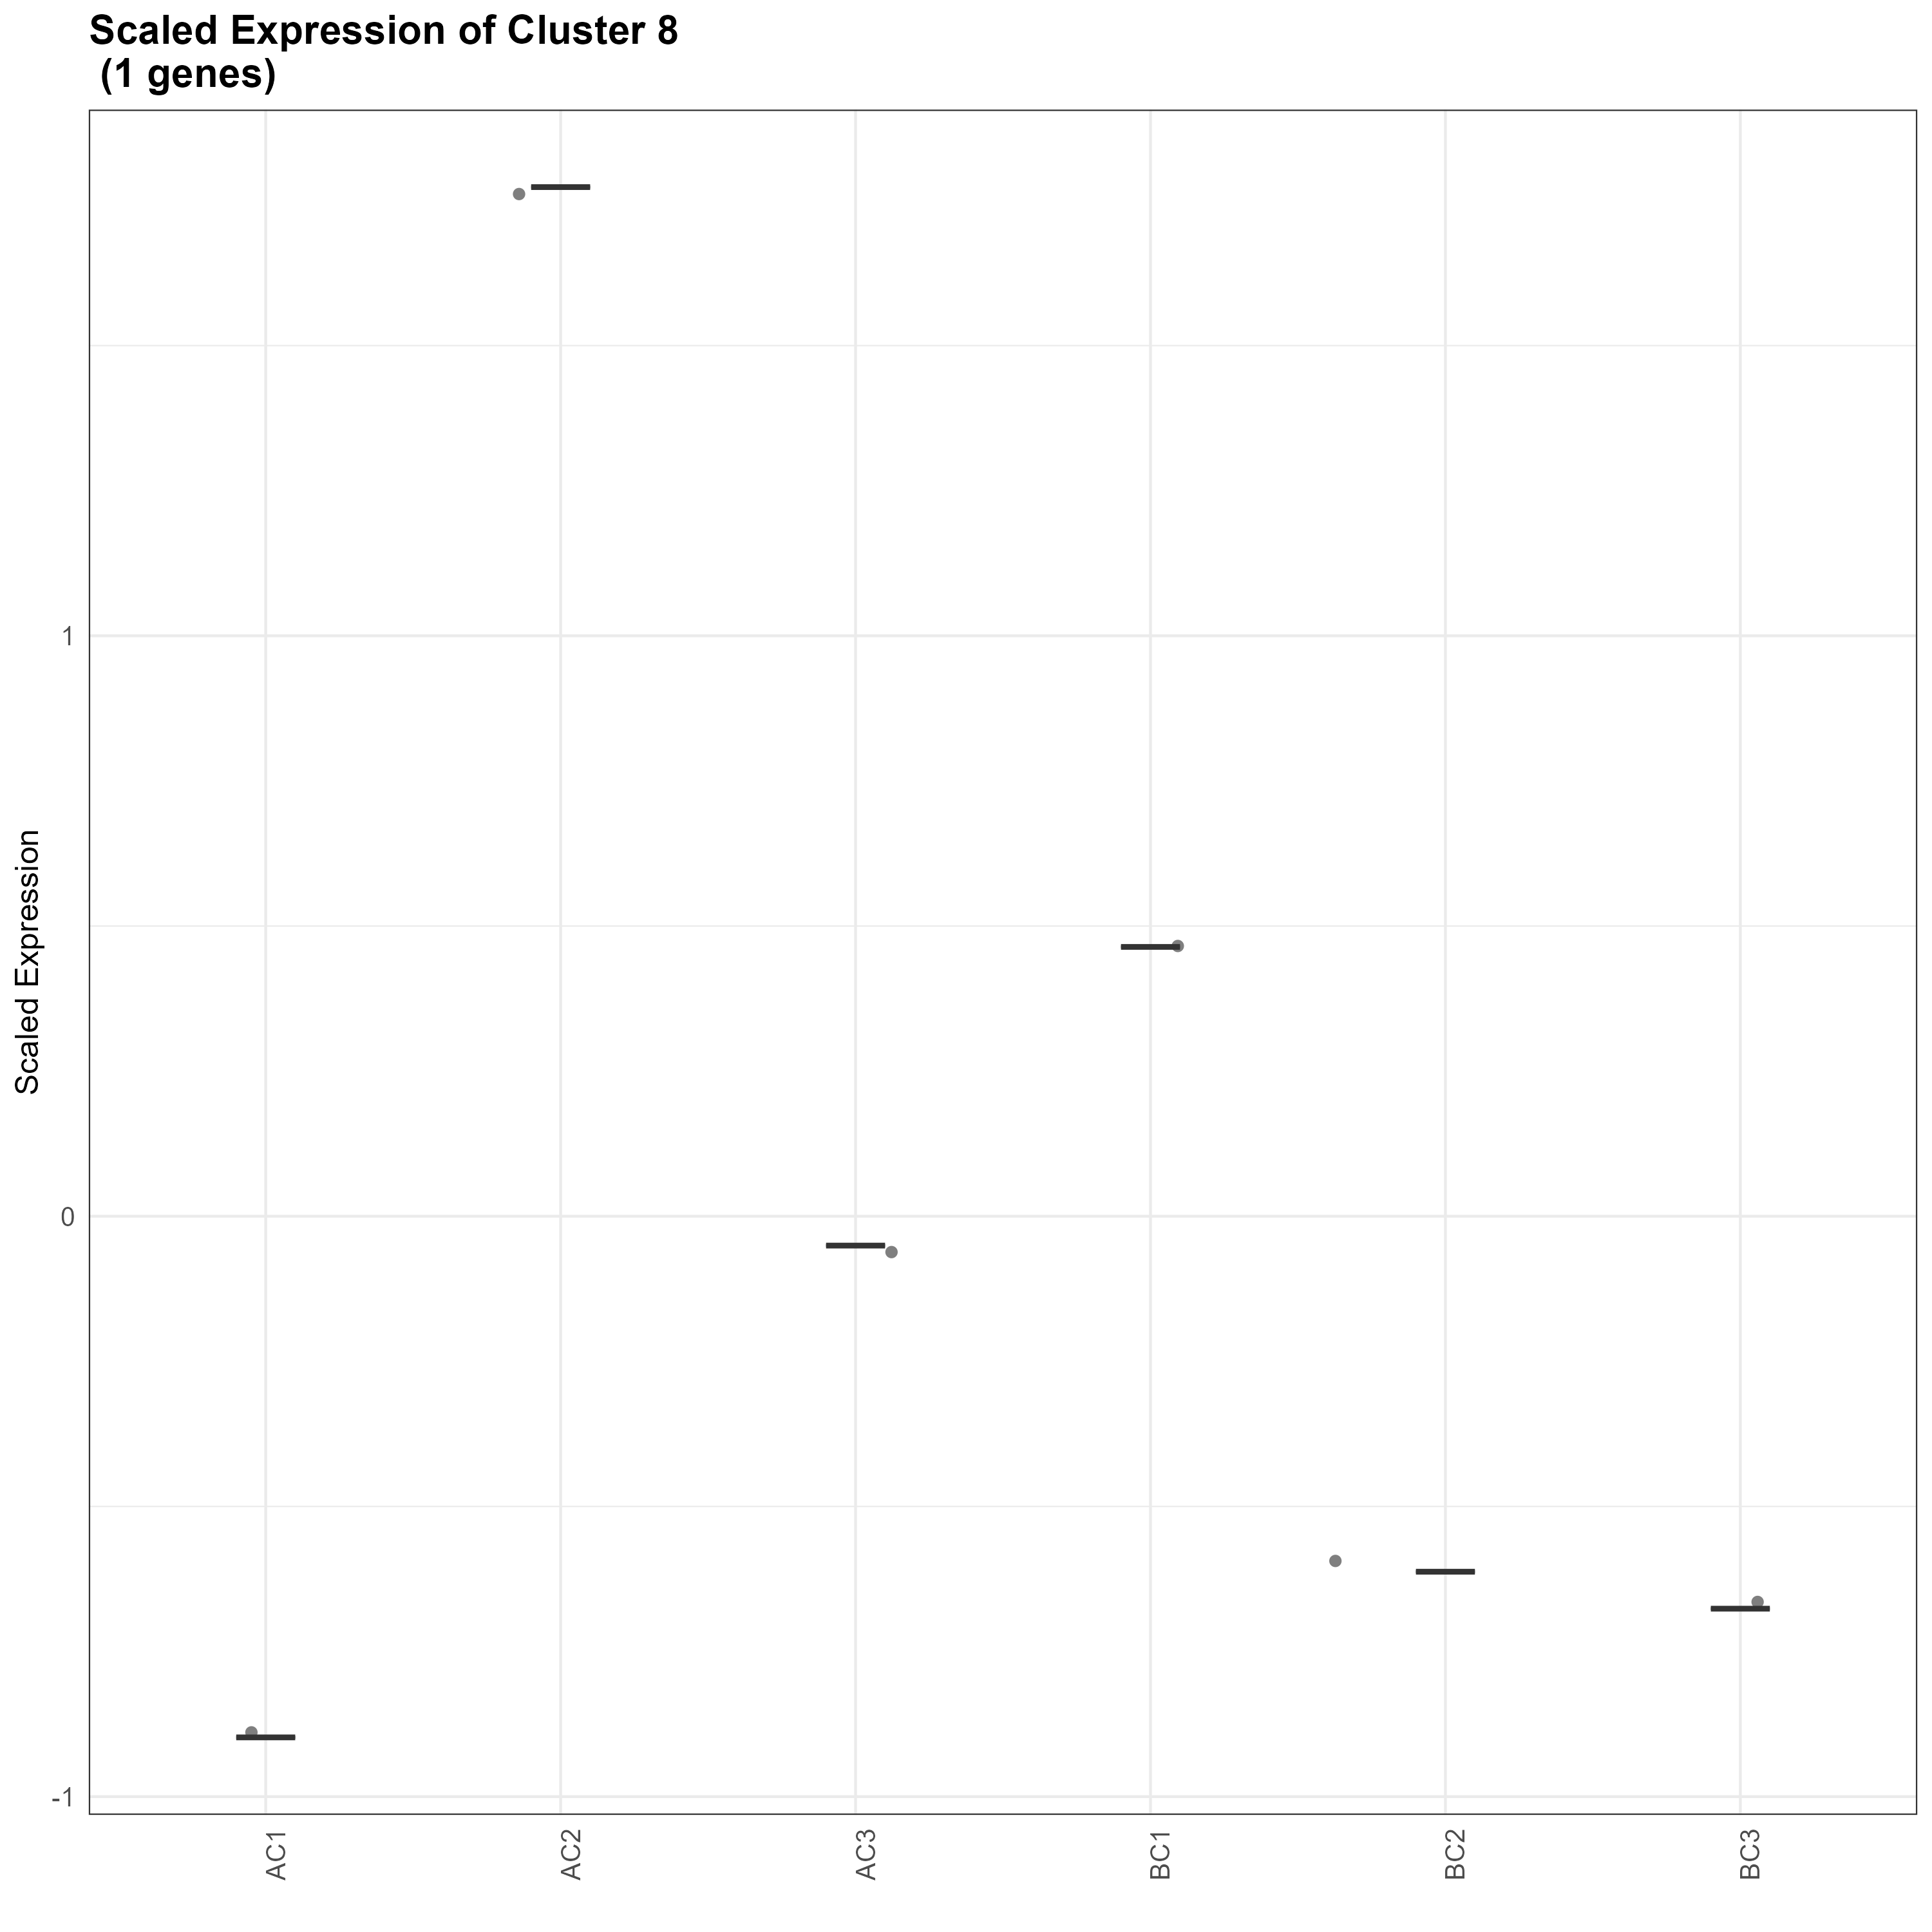 Scaled Expression of Cluster 8
(1 genes)
Scaled Expression
1
0
-1
AC1
AC2
AC3
BC1
BC2
BC3